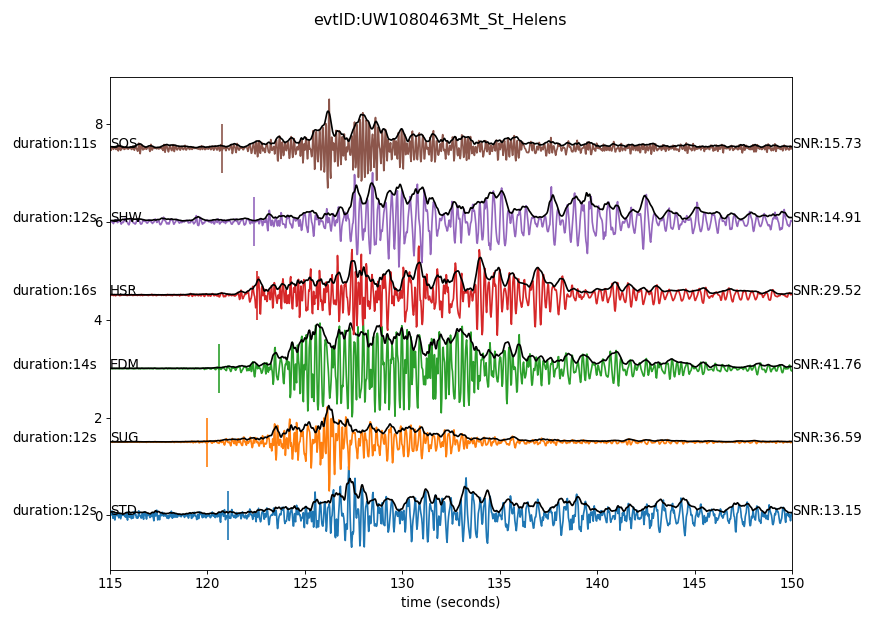 evtID:UW1080463Mt_St_Helens
8
duration:11s SOS SNR:15.73
duration:12s SHW SNR:14.91
6
duration:16s HSR SNR:29.52
4
duration:14s EDM SNR:41.76
2
duration:12s SUG SNR:36.59
duration:12s STD SNR:13.15
0
115 120 125 130 135 140 145 150
time (seconds)